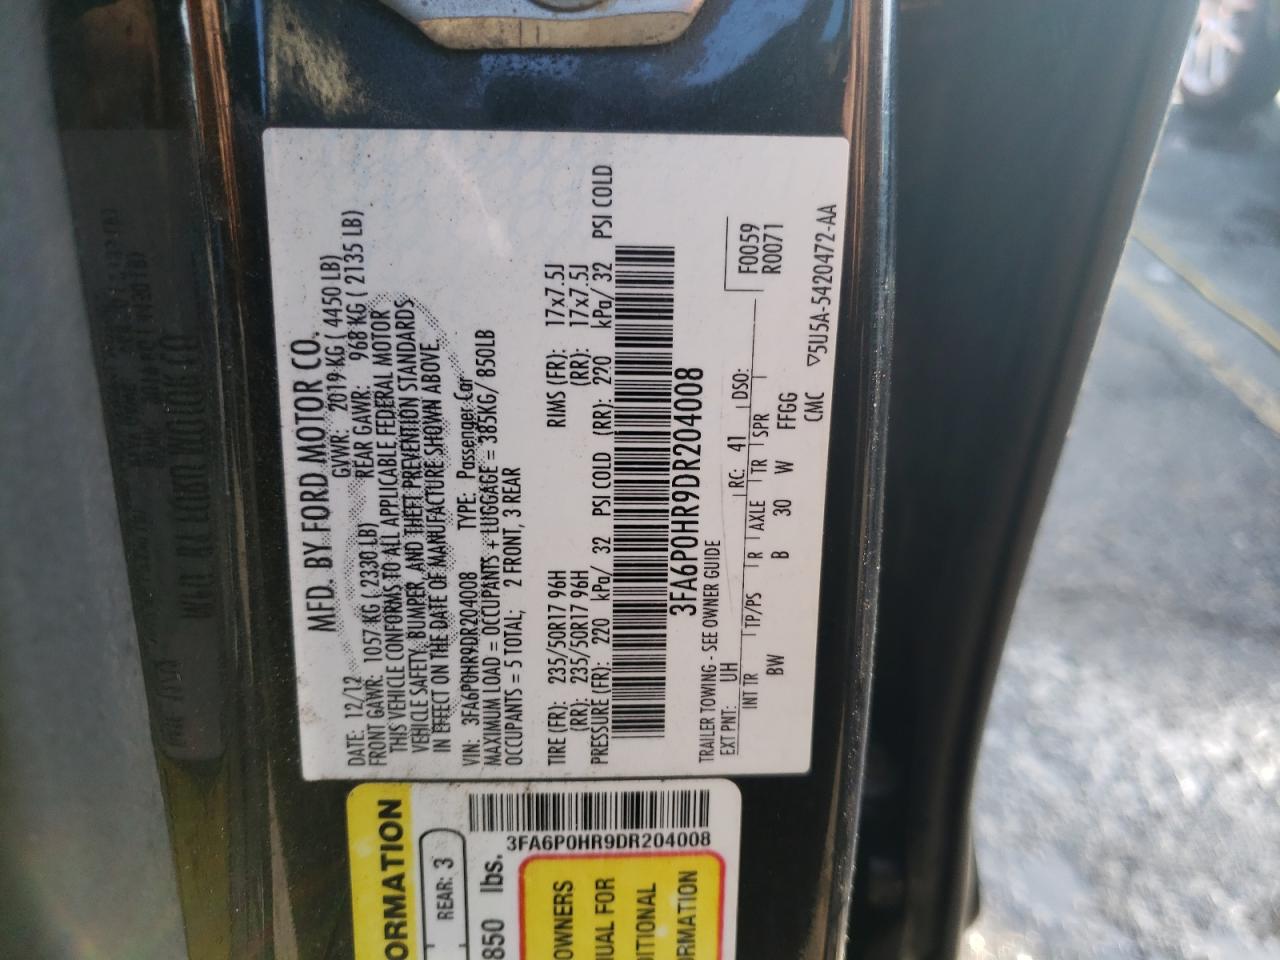 MFD. BY FORD MOTOR CO.
DATE: 12/12 GVWR: 2019 KG ( 4450 LB)
FRONT GAWR: 1057 KG (2330 LB) REAR GAWR: 968 KG ( 2135 LB)
THIS VEHICLE CONFORMS TO ALL APPLICABLE FEDERAL MOTOR
VEHICLE SAFETY, BUMPER, AND THEFT PREVENTION STANDARDS
IN EFFECT ON THE DATE OF MANUFACTURE SHOWN ABOVE.
VIN: 3FA6P0HR9DR204008 TYPE: Passenger Car
MAXIMUM LOAD = OCCUPANTS + LUGGAGE = 385KG/ 850LB
OCCUPANTS = 5 TOTAL; 2 FRONT, 3 REAR
TIRE (FR): 235/50R17 96H RIMS (FR): 17x7.5J
(RR): 235/50R17 96H (RR): 17x7.5J
PRESSURE (FR): 220 kPa/ 32 PSI COLD (RR): 220 kPa/ 32 PSI COLD
3FA6P0HR9DR204008
TRAILER TOWING - SEE OWNER GUIDE
F0059
R0071
EXT PNT: UH RC: 41 DSO:
INT TR TP/PS R AXLE TR SPR
BW B 30 W FFGG
CMC ▽5U5A-5420472-AA
ORMATION
REAR: 3
850 lbs.
3FA6P0HR9DR204008
OWNERS
UAL FOR
DITIONAL
ORMATION